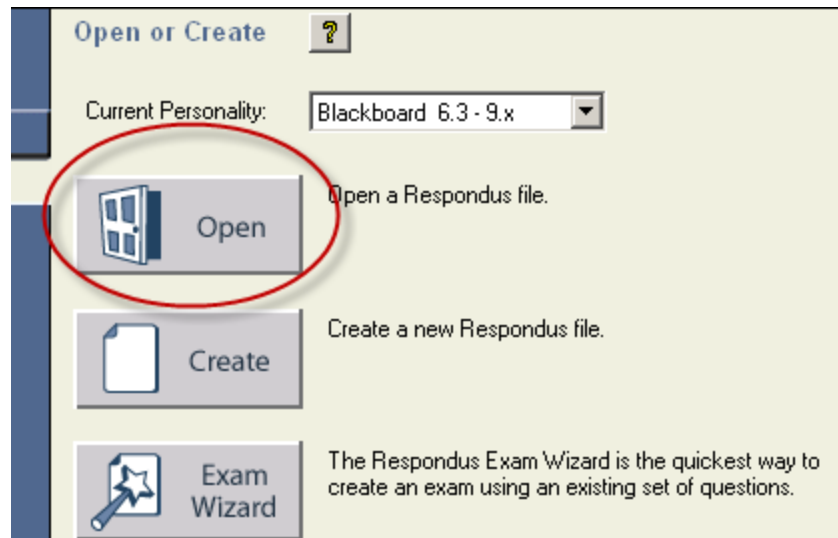 Open or Create
?
Current Personality:
Blackboard 6.3 - 9.x
Open
Open a Respondus file.
Create
Create a new Respondus file.
Exam
Wizard
The Respondus Exam Wizard is the quickest way to
create an exam using an existing set of questions.